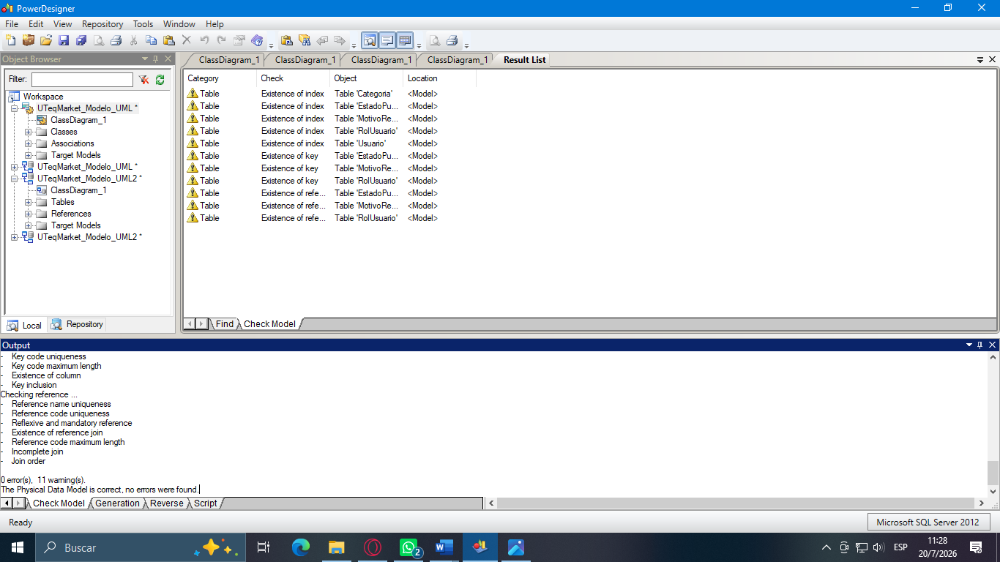 PowerDesigner
File Edit View Repository Tools Window Help
Object Browser
Filter:
Workspace
UTeqMarket_Modelo_UML *
ClassDiagram_1
Classes
Associations
Target Models
UTeqMarket_Modelo_UML *
UTeqMarket_Modelo_UML2 *
ClassDiagram_1
Tables
References
Target Models
UTeqMarket_Modelo_UML2 *
Local Repository
ClassDiagram_1 ClassDiagram_1 ClassDiagram_1 ClassDiagram_1 Result List
Category Check Object Location
Table Existence of index Table 'Categoria' <Model>
Table Existence of index Table 'EstadoPu... <Model>
Table Existence of index Table 'MotivoRe... <Model>
Table Existence of index Table 'RolUsuario' <Model>
Table Existence of index Table 'Usuario' <Model>
Table Existence of key Table 'EstadoPu... <Model>
Table Existence of key Table 'MotivoRe... <Model>
Table Existence of key Table 'RolUsuario' <Model>
Table Existence of refe... Table 'EstadoPu... <Model>
Table Existence of refe... Table 'MotivoRe... <Model>
Table Existence of refe... Table 'RolUsuario' <Model>
Find Check Model
Output
- Key code uniqueness
- Key code maximum length
- Existence of column
- Key inclusion
Checking reference ...
- Reference name uniqueness
- Reference code uniqueness
- Reflexive and mandatory reference
- Existence of reference join
- Reference code maximum length
- Incomplete join
- Join order
0 error(s), 11 warning(s).
The Physical Data Model is correct, no errors were found.
Check Model Generation Reverse Script
Ready
Microsoft SQL Server 2012
Buscar
2
ESP
11:28
20/7/2026